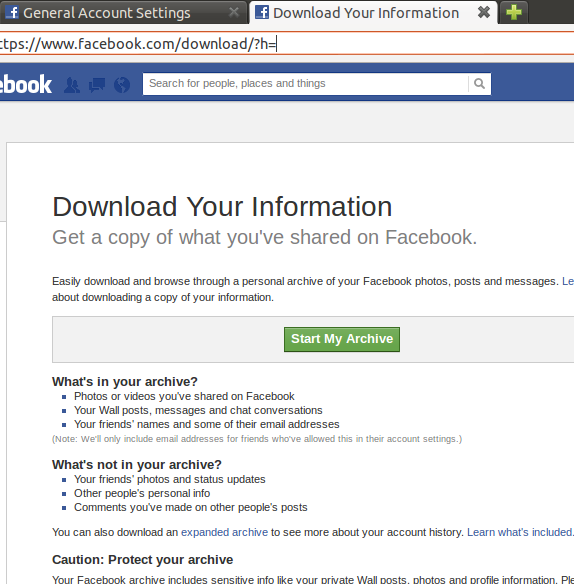 General Account Settings
Download Your Information
ttps://www.facebook.com/download/?h=
ebook
Search for people, places and things
Download Your Information
Get a copy of what you've shared on Facebook.
Easily download and browse through a personal archive of your Facebook photos, posts and messages. Le
about downloading a copy of your information.
Start My Archive
What's in your archive?
Photos or videos you've shared on Facebook
Your Wall posts, messages and chat conversations
Your friends' names and some of their email addresses
(Note: We'll only include email addresses for friends who've allowed this in their account settings.)
What's not in your archive?
Your friends' photos and status updates
Other people's personal info
Comments you've made on other people's posts
You can also download an expanded archive to see more about your account history. Learn what's included.
Caution: Protect your archive
Your Facebook archive includes sensitive info like your private Wall posts, photos and profile information. Ple